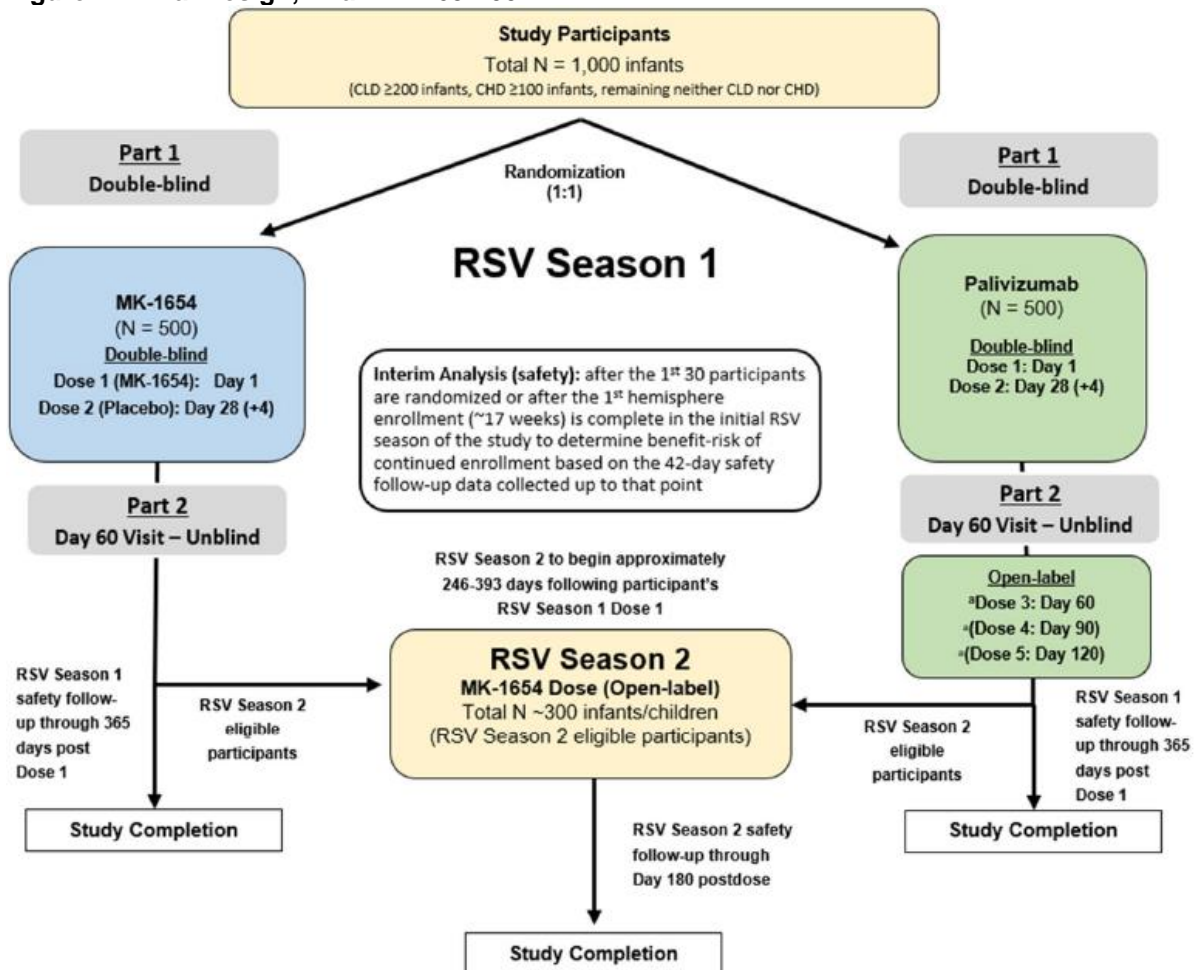 Study Participants
Total N = 1,000 infants
(CLD ≥200 infants, CHD ≥100 infants, remaining neither CLD nor CHD)
Part 1
Double-blind
Randomization
(1:1)
Part 1
Double-blind
RSV Season 1
MK-1654
(N = 500)
Double-blind
Dose 1 (MK-1654): Day 1
Dose 2 (Placebo): Day 28 (+4)
Palivizumab
(N = 500)
Double-blind
Dose 1: Day 1
Dose 2: Day 28 (+4)
Interim Analysis (safety): after the 1st 30 participants
are randomized or after the 1st hemisphere
enrollment (~17 weeks) is complete in the initial RSV
season of the study to determine benefit-risk of
continued enrollment based on the 42-day safety
follow-up data collected up to that point
Part 2
Day 60 Visit – Unblind
Part 2
Day 60 Visit – Unblind
RSV Season 2 to begin approximately
246-393 days following participant's
RSV Season 1 Dose 1
Open-label
aDose 3: Day 60
a(Dose 4: Day 90)
a(Dose 5: Day 120)
RSV Season 2
MK-1654 Dose (Open-label)
Total N ~300 infants/children
(RSV Season 2 eligible participants)
RSV Season 1
safety follow-
up through 365
days post
Dose 1
RSV Season 2
eligible
participants
RSV Season 2
eligible
participants
RSV Season 1
safety follow-
up through 365
days post
Dose 1
Study Completion
RSV Season 2 safety
follow-up through
Day 180 postdose
Study Completion
Study Completion